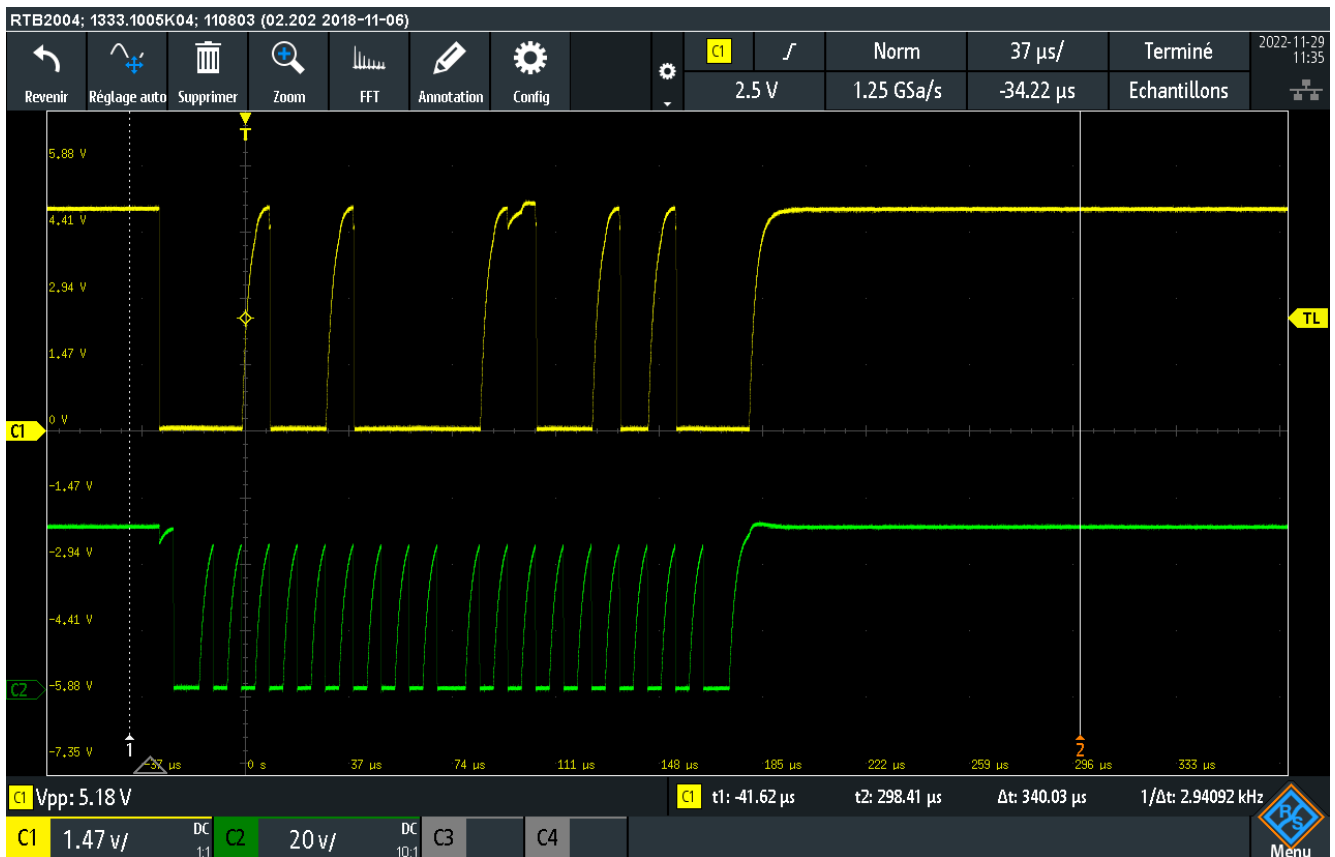 RTB2004; 1333.1005K04; 110803 (02.202 2018-11-06)
Revenir
Réglage auto
Supprimer
Zoom
FFT
Annotation
Config
C1
Norm
37 µs/
Terminé
2.5 V
1.25 GSa/s
-34.22 µs
Echantillons
2022-11-29
11:35
T
5.88 V
4.41 V
2.94 V
TL
1.47 V
0 V
C1
-1.47 V
-2.94 V
-4.41 V
C2
-5.88 V
-7.35 V
1
2
-37 µs
0 s
37 µs
74 µs
111 µs
148 µs
185 µs
222 µs
259 µs
296 µs
333 µs
C1 Vpp: 5.18 V
C1 t1: -41.62 µs t2: 298.41 µs Δt: 340.03 µs 1/Δt: 2.94092 kHz
C1 1.47 v/ DC 1:1
C2 20 v/ DC 10:1
C3
C4
R&S
Menu